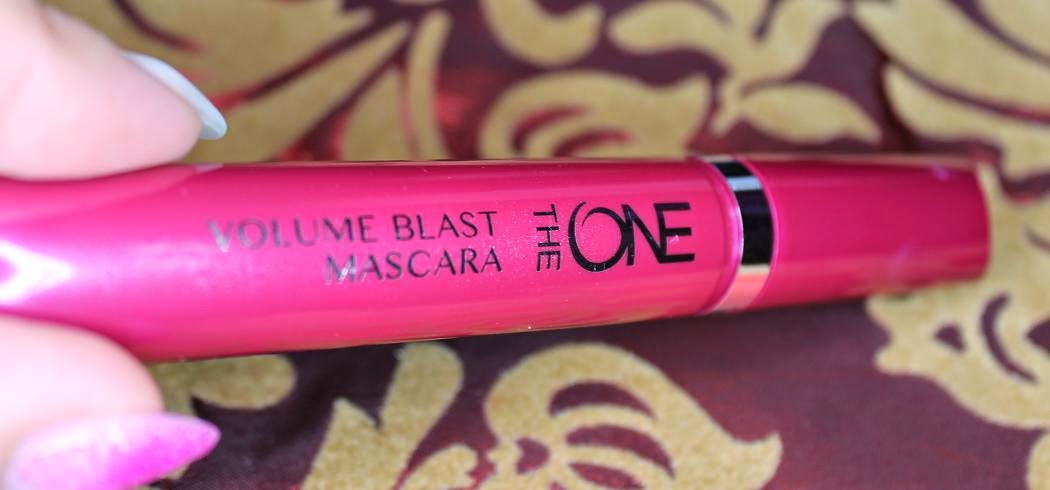 VOLUME BLAST
MASCARA
THE ONE